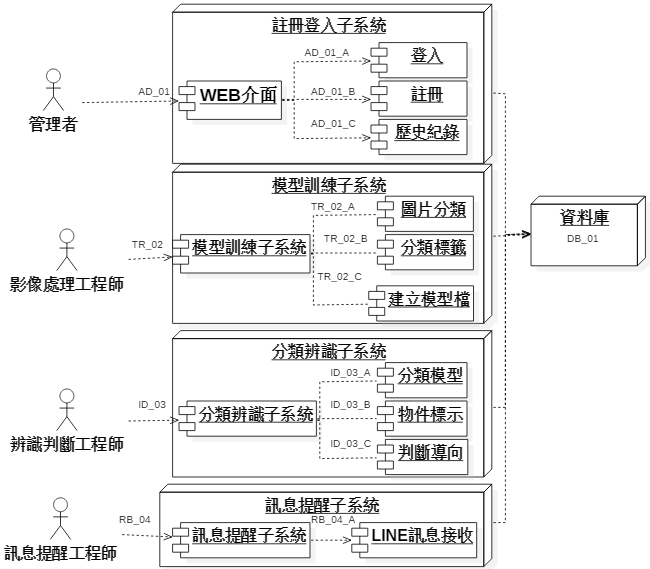 註冊登入子系統
AD_01_A
登入
AD_01
WEB介面
AD_01_B
註冊
管理者
AD_01_C
歷史紀錄
模型訓練子系統
TR_02_A
圖片分類
資料庫
DB_01
TR_02
模型訓練子系統
TR_02_B
分類標籤
影像處理工程師
TR_02_C
建立模型檔
分類辨識子系統
ID_03_A
分類模型
ID_03
分類辨識子系統
ID_03_B
物件標示
辨識判斷工程師
ID_03_C
判斷導向
訊息提醒子系統
RB_04
RB_04_A
訊息提醒子系統
LINE訊息接收
訊息提醒工程師